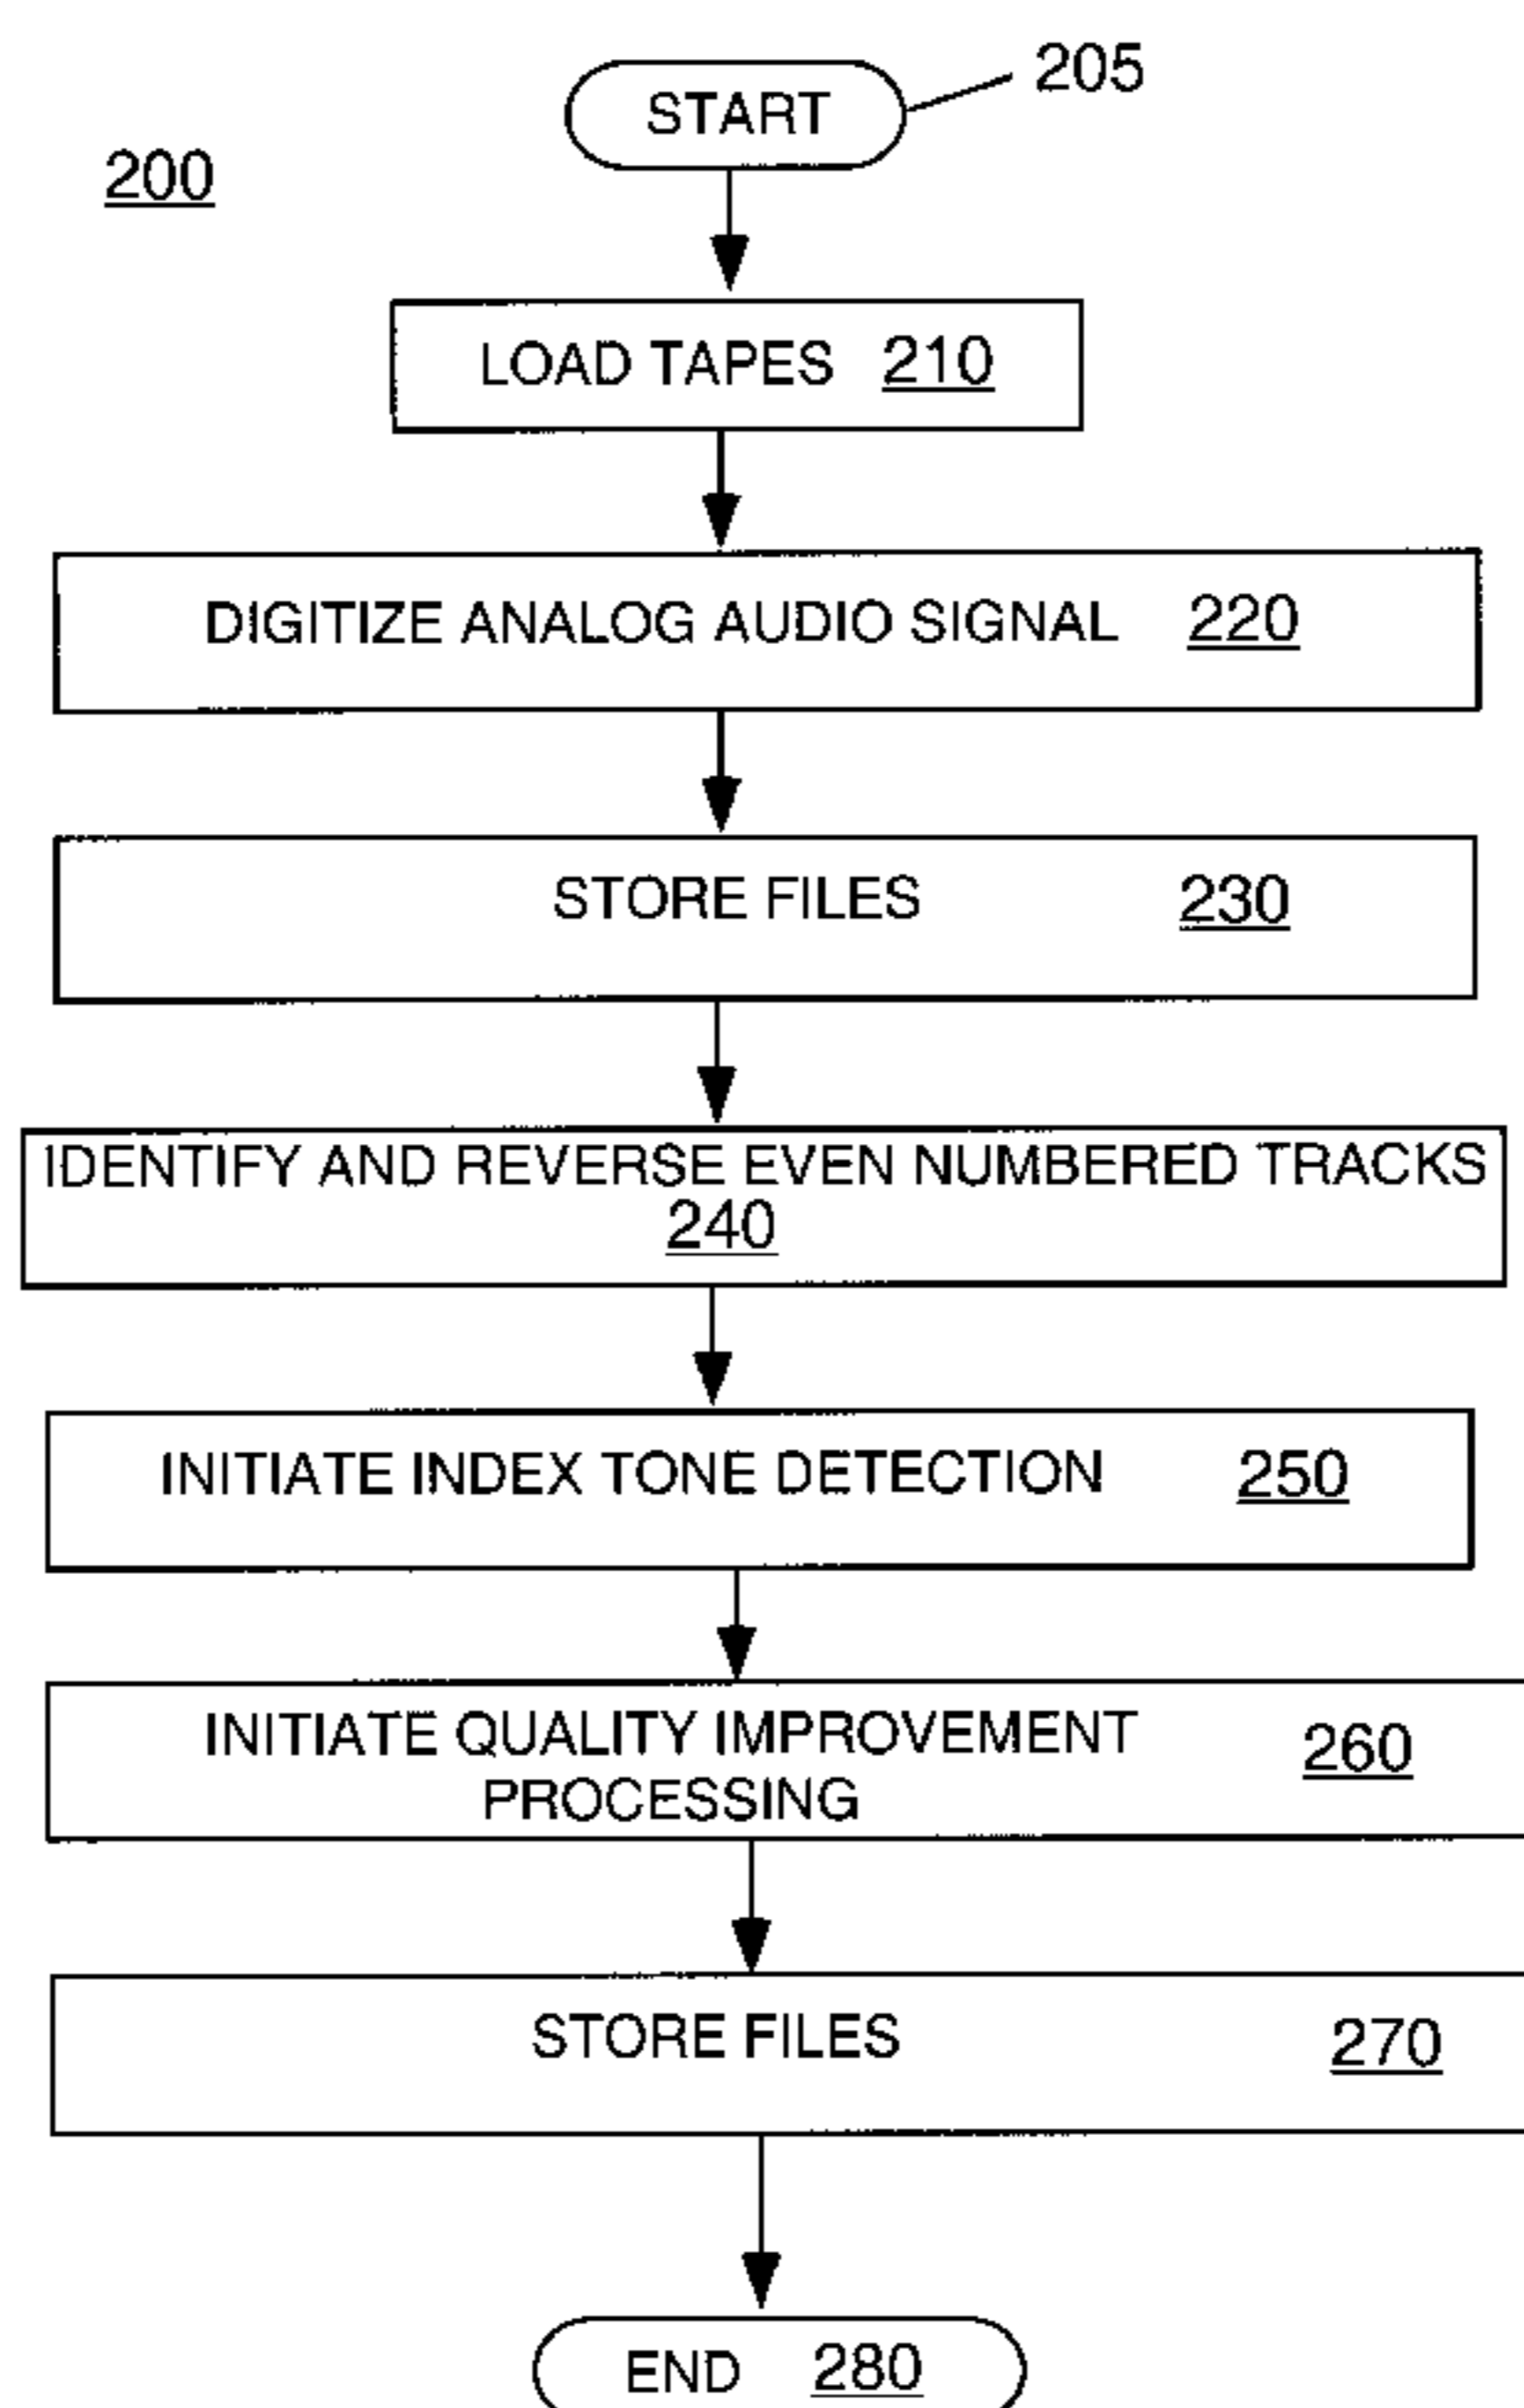 START 205
200
LOAD TAPES 210
DIGITIZE ANALOG AUDIO SIGNAL 220
STORE FILES 230
IDENTIFY AND REVERSE EVEN NUMBERED TRACKS
240
INITIATE INDEX TONE DETECTION 250
INITIATE QUALITY IMPROVEMENT
PROCESSING 260
STORE FILES 270
END 280